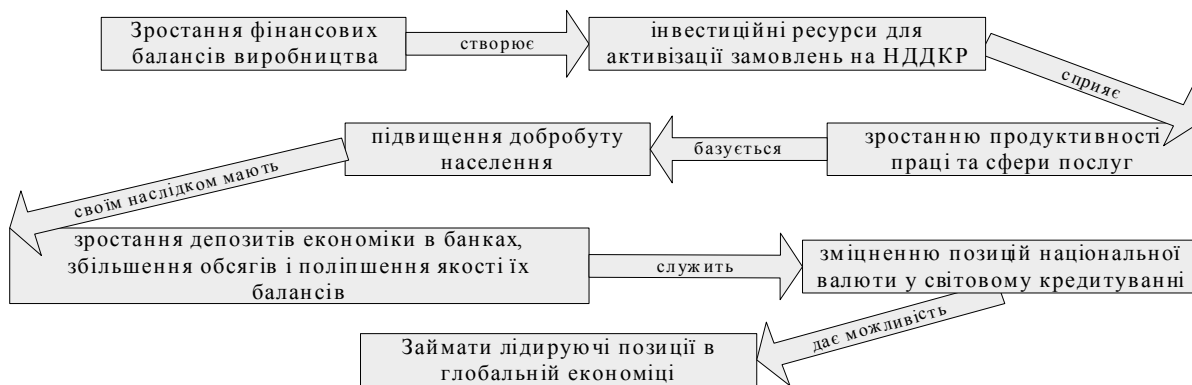 Зростання фінансових
балансів виробництва
створює
інвестиційні ресурси для
активізації замовлень на НДДКР
сприяє
зростанню продуктивності
праці та сфери послуг
базується
підвищення добробуту
населення
своїм наслідком мають
зростання депозитів економіки в банках,
збільшення обсягів і поліпшення якості їх
балансів
служить
зміцненню позицій національної
валюти у світовому кредитуванні
дає можливість
Займати лідируючі позиції в
глобальній економіці